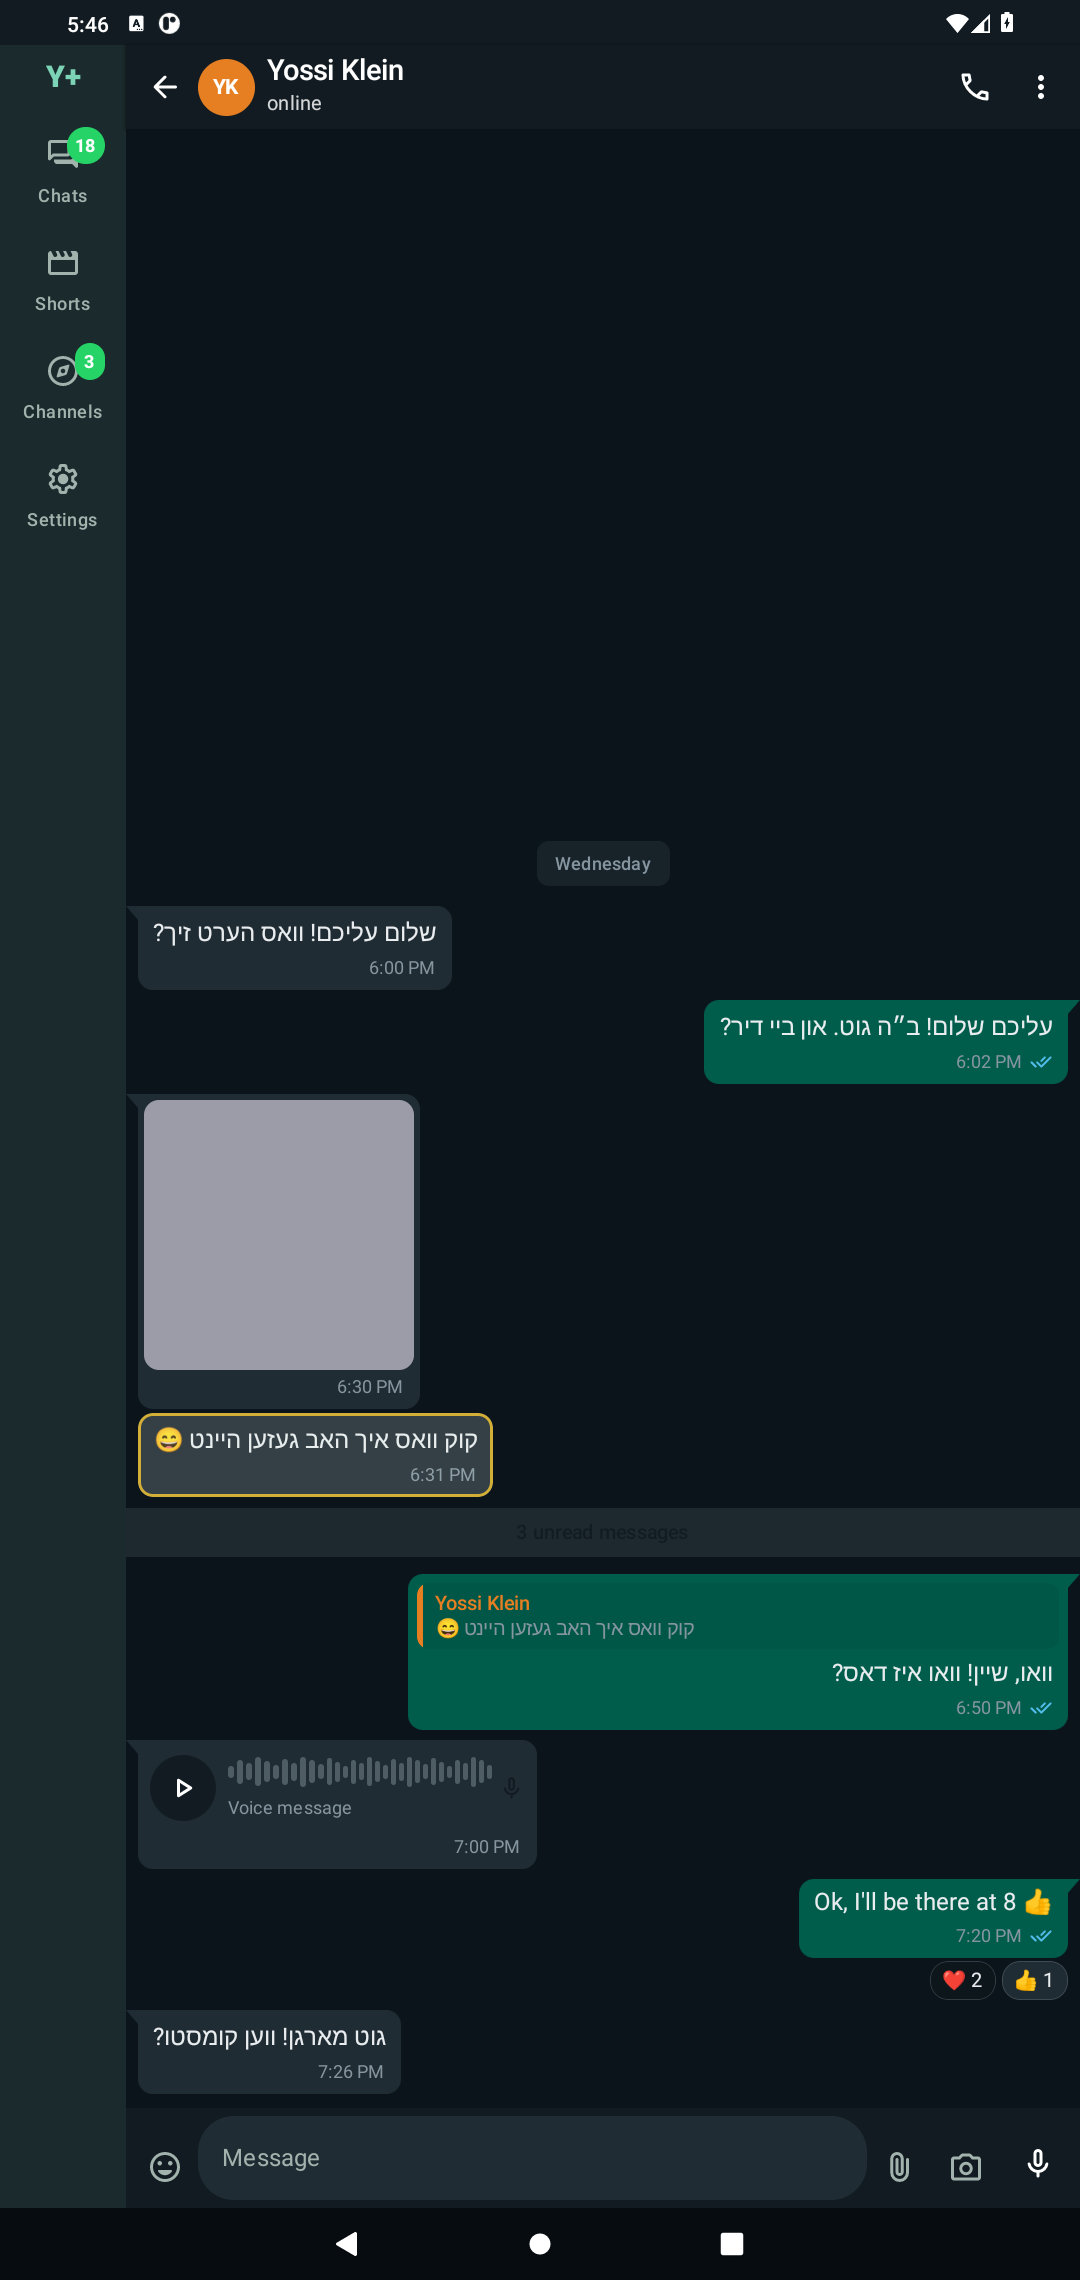 5:46
Y+
18
Chats
Shorts
3
Channels
Settings
YK
Yossi Klein
online
Wednesday
שלום עליכם! וואס הערט זיך?
6:00 PM
עליכם שלום! ב״ה גוט. און ביי דיר?
6:02 PM
6:30 PM
קוק וואס איך האב געזען היינט 😄
6:31 PM
3 unread messages
Yossi Klein
קוק וואס איך האב געזען היינט 😄
וואו, שיין! וואו איז דאס?
6:50 PM
Voice message
7:00 PM
Ok, I'll be there at 8 👍
7:20 PM
❤️ 2 👍 1
גוט מארגן! ווען קומסטו?
7:26 PM
Message